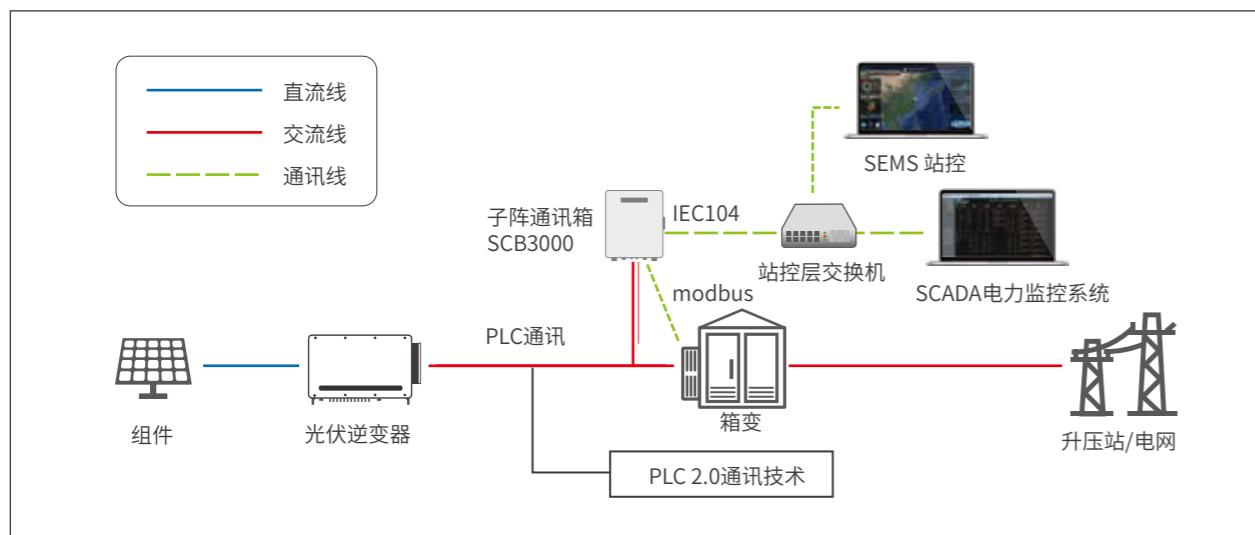 直流线
交流线
通讯线
SEMS 站控
子阵通讯箱
SCB3000
IEC104
站控层交换机
SCADA电力监控系统
modbus
PLC通讯
组件
光伏逆变器
箱变
升压站/电网
PLC 2.0通讯技术